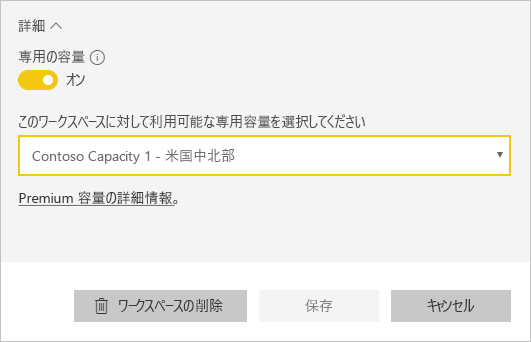 詳細
専用の容量
オン
このワークスペースに対して利用可能な専用容量を選択してください
Contoso Capacity 1 - 米国中北部
Premium 容量の詳細情報。
ワークスペースの削除 保存 キャンセル